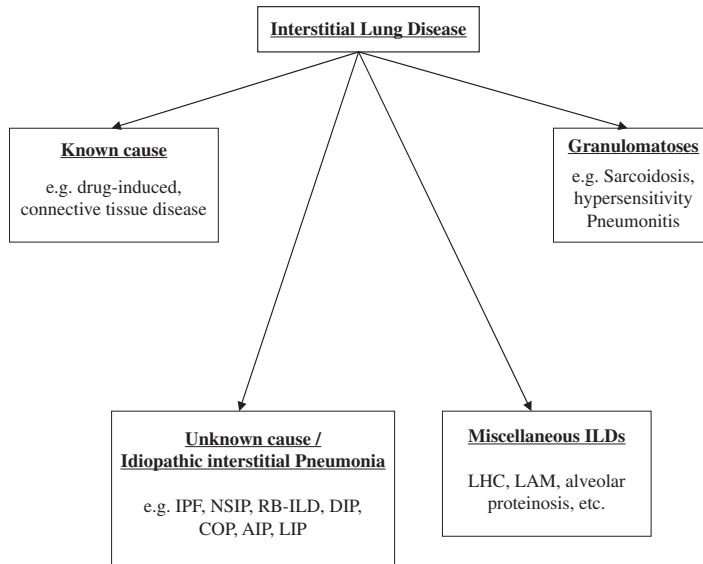 Interstitial Lung Disease
Known cause
e.g. drug-induced,
connective tissue disease
Granulomatoses
e.g. Sarcoidosis,
hypersensitivity
Pneumonitis
Unknown cause /
Idiopathic interstitial Pneumonia
e.g. IPF, NSIP, RB-ILD, DIP,
COP, AIP, LIP
Miscellaneous ILDs
LHC, LAM, alveolar
proteinosis, etc.